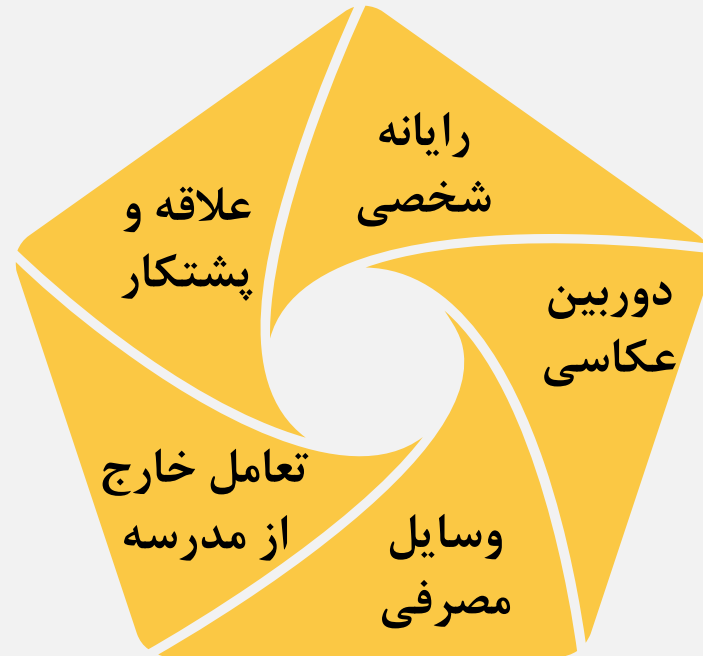 رایانه
شخصی
دوربین
عکاسی
وسایل
مصرفی
تعامل خارج
از مدرسه
علاقه و
پشتکار